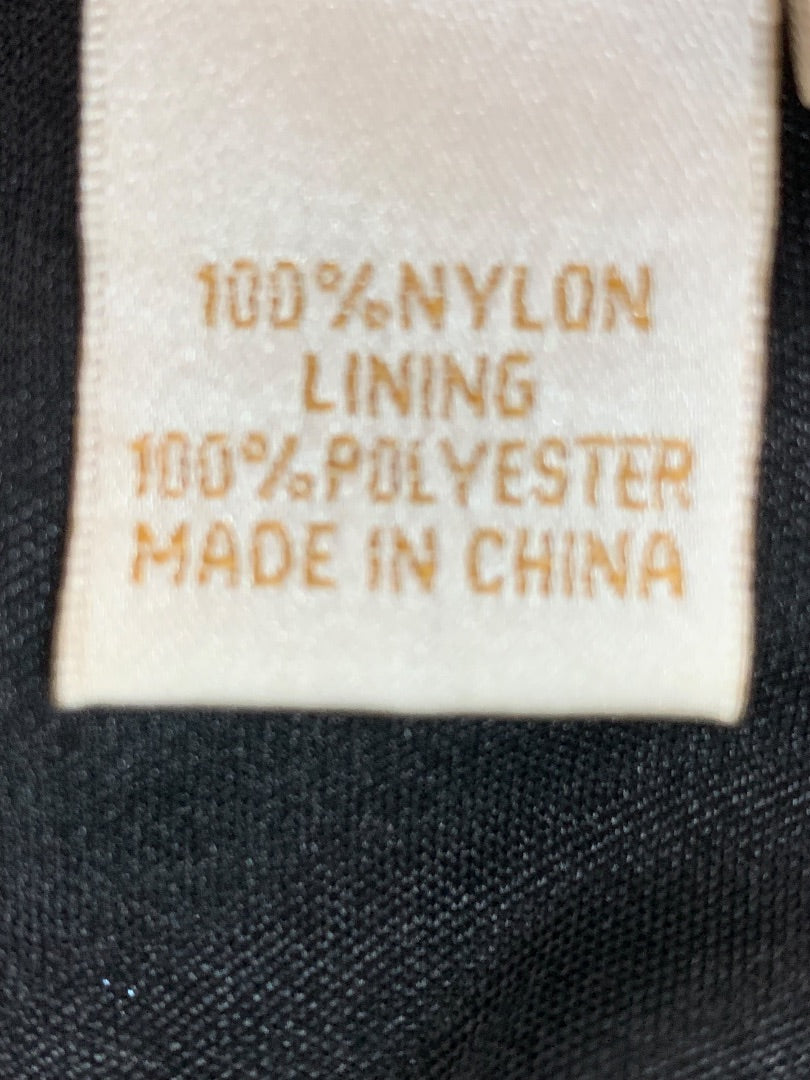 100%NYLON
LINING
100%POLYESTER
MADE IN CHINA